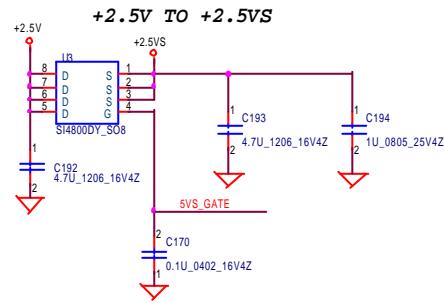 +2.5V TO +2.5VS
+2.5V
+2.5VS
U3
8 D S 1
7 D S 2
6 D S 3
5 D G 4
SI4800DY_SO8
1
C192
4.7U_1206_16V4Z
2
1
C193
4.7U_1206_16V4Z
2
1
C194
1U_0805_25V4Z
2
5VS_GATE
2
C170
0.1U_0402_16V4Z
1